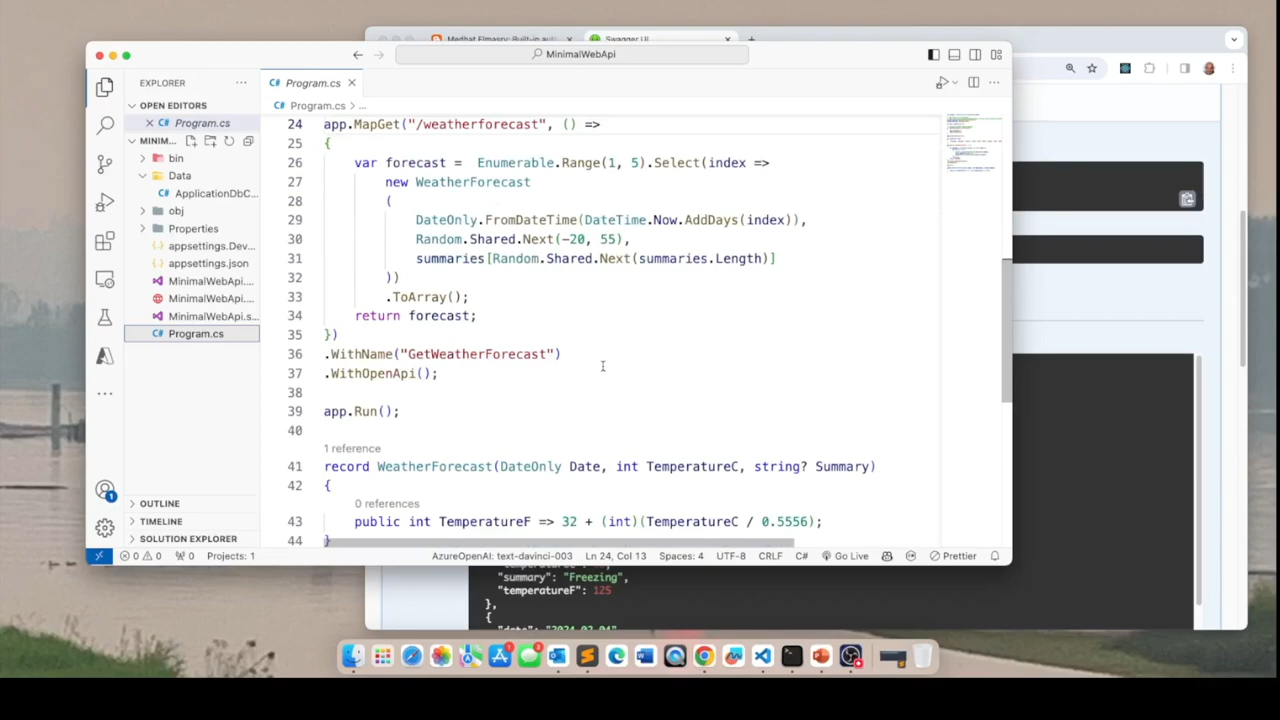 Medhat Elmasry: Built-in aut
Swagger UI
MinimalWebApi
EXPLORER
Program.cs
OPEN EDITORS
Program.cs > ...
Program.cs
24 app.MapGet("/weatherforecast", () =>
MINIM...
25 {
bin
26 var forecast = Enumerable.Range(1, 5).Select(index =>
Data
27 new WeatherForecast
ApplicationDbC...
28 (
obj
29 DateOnly.FromDateTime(DateTime.Now.AddDays(index)),
Properties
30 Random.Shared.Next(-20, 55),
appsettings.Dev...
31 summaries[Random.Shared.Next(summaries.Length)]
appsettings.json
32 ))
MinimalWebApi....
33 .ToArray();
MinimalWebApi....
34 return forecast;
MinimalWebApi.s...
35 })
Program.cs
36 .WithName("GetWeatherForecast")
37 .WithOpenApi();
38
39 app.Run();
40
1 reference
41 record WeatherForecast(DateOnly Date, int TemperatureC, string? Summary)
42 {
0 references
43 public int TemperatureF => 32 + (int)(TemperatureC / 0.5556);
44 }
OUTLINE
TIMELINE
SOLUTION EXPLORER
1
0 0 0 Projects: 1 AzureOpenAI: text-davinci-003 Ln 24, Col 13 Spaces: 4 UTF-8 CRLF C# Go Live Prettier
"summary": "Freezing",
"temperatureF": 125
},
{